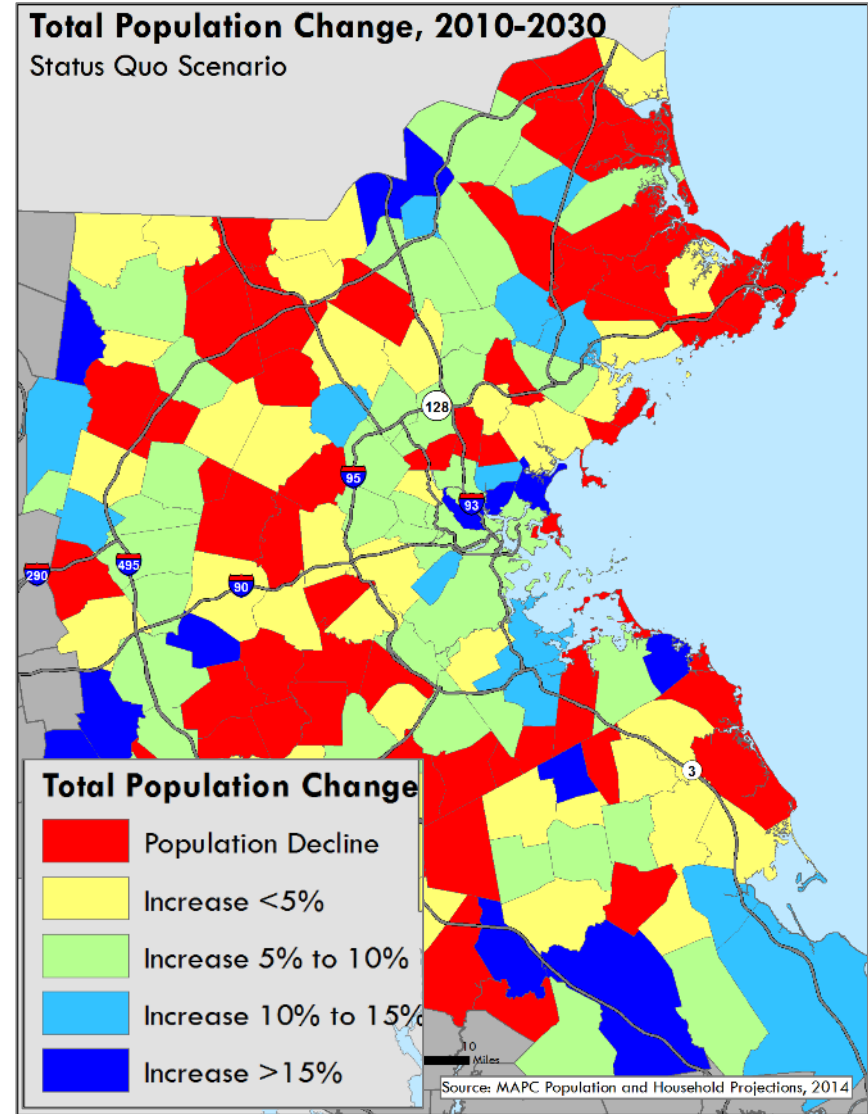 Total Population Change, 2010-2030
Status Quo Scenario
128
95
93
290
495
90
3
Total Population Change
Population Decline
Increase <5%
Increase 5% to 10%
Increase 10% to 15%
Increase >15%
10
Miles
Source: MAPC Population and Household Projections, 2014